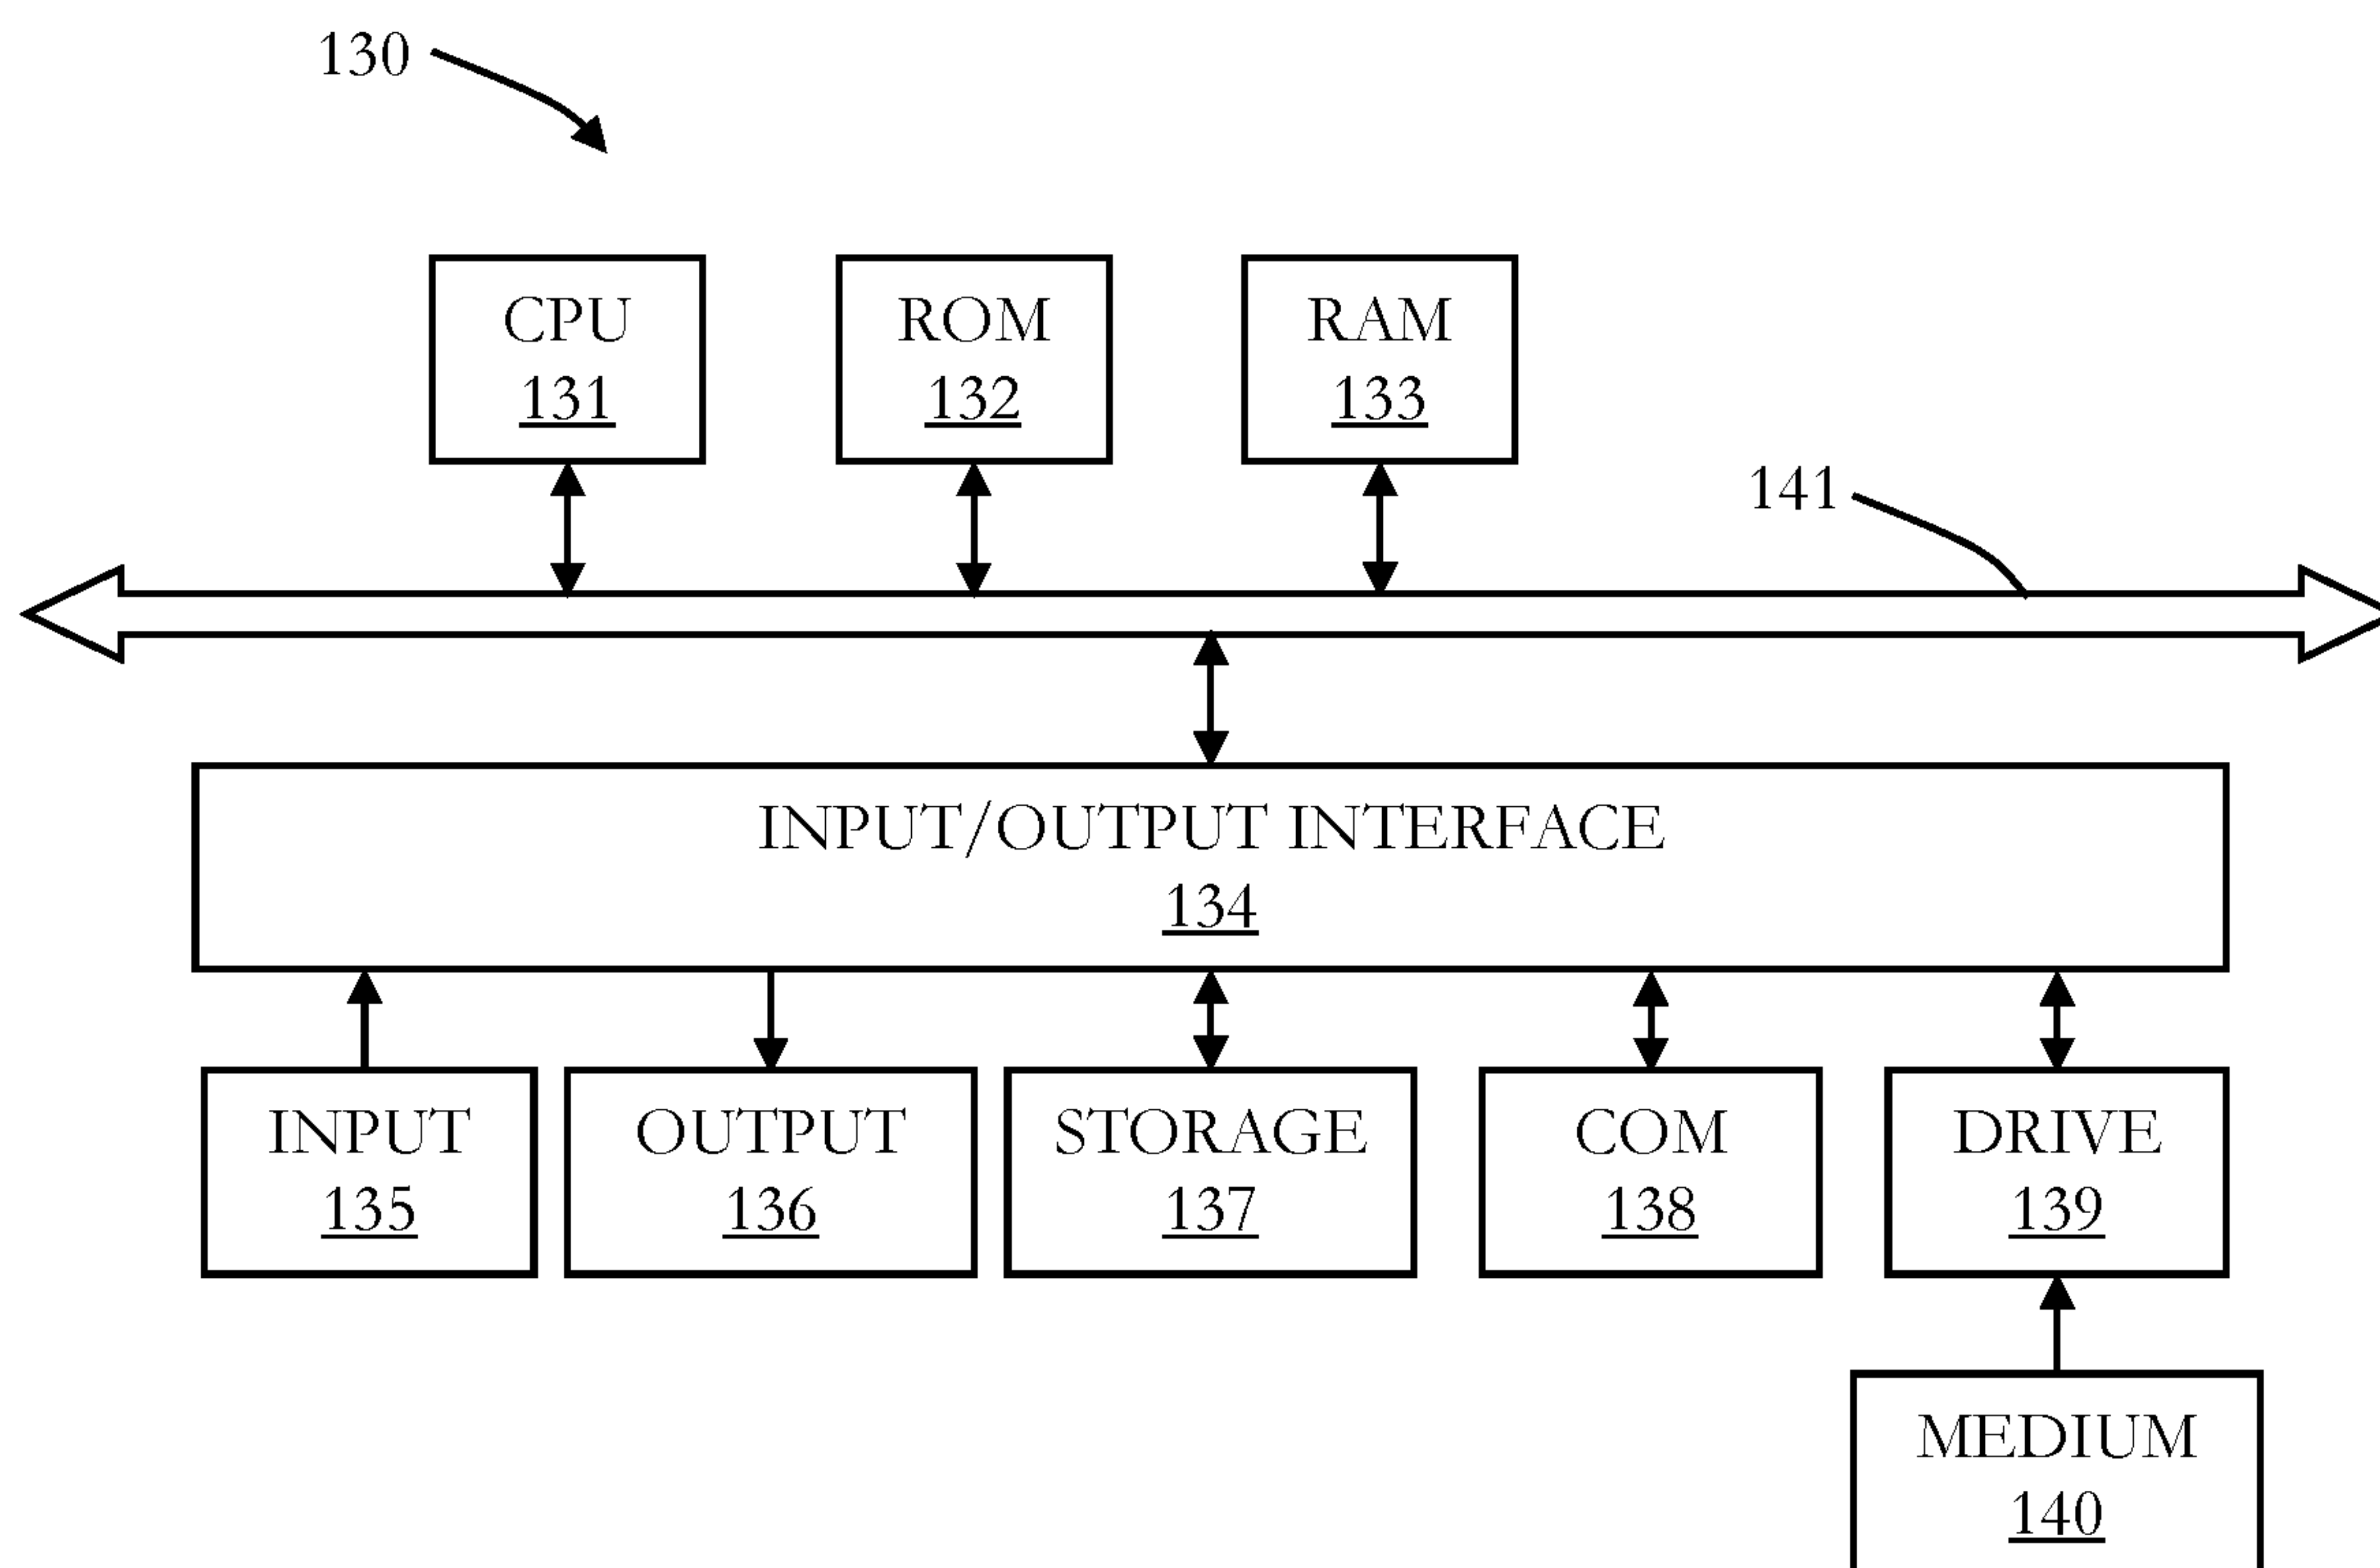 130
CPU
131
ROM
132
RAM
133
141
INPUT/OUTPUT INTERFACE
134
INPUT
135
OUTPUT
136
STORAGE
137
COM
138
DRIVE
139
MEDIUM
140